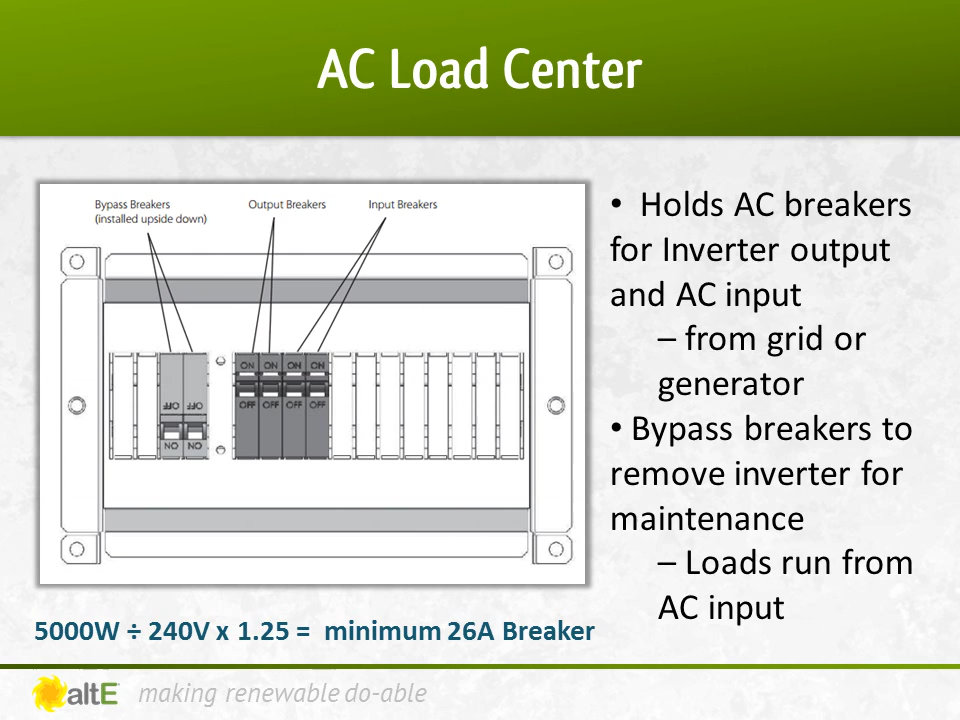 AC Load Center
Bypass Breakers
(installed upside down)
Output Breakers
Input Breakers
ON ON ON ON
OFF OFF OFF OFF
OFF OFF
ON ON
• Holds AC breakers
for Inverter output
and AC input
– from grid or
generator
• Bypass breakers to
remove inverter for
maintenance
– Loads run from
AC input
5000W ÷ 240V x 1.25 = minimum 26A Breaker
altE making renewable do-able